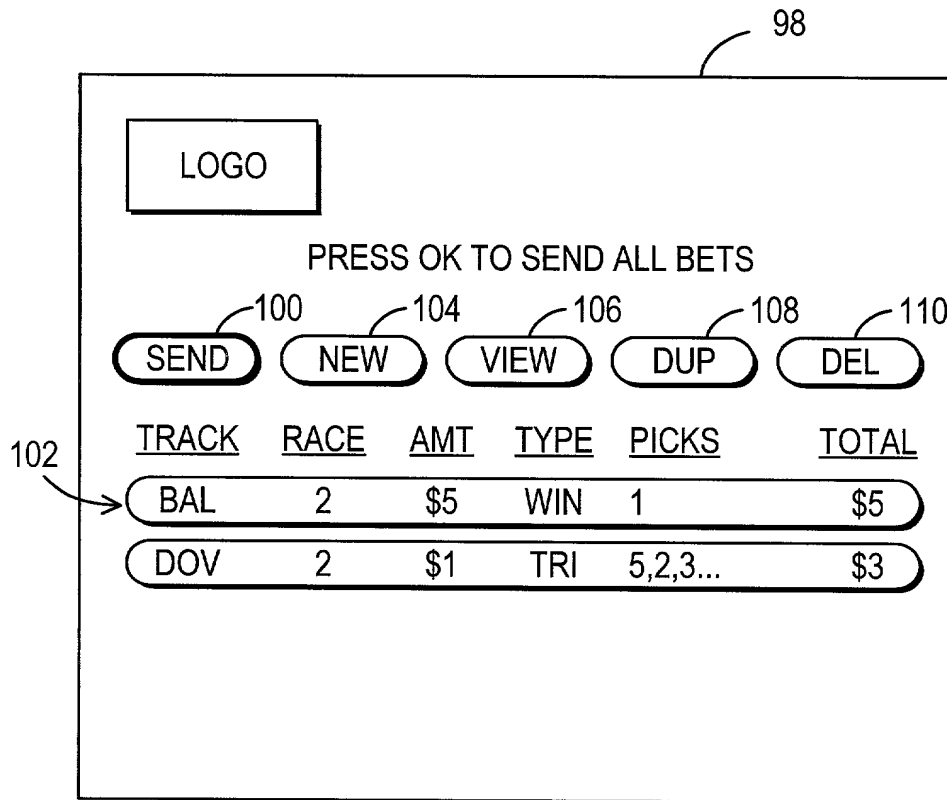 98
LOGO
PRESS OK TO SEND ALL BETS
100 104 106 108 110
SEND NEW VIEW DUP DEL
TRACK RACE AMT TYPE PICKS TOTAL
102
BAL 2 $5 WIN 1 $5
DOV 2 $1 TRI 5,2,3... $3